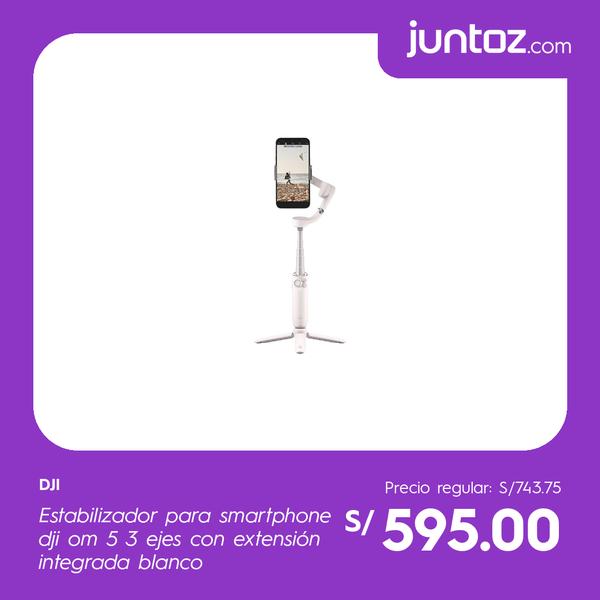 juntoz.com
DJI
Estabilizador para smartphone
dji om 5 3 ejes con extensión
integrada blanco
Precio regular: S/743.75
S/ 595.00